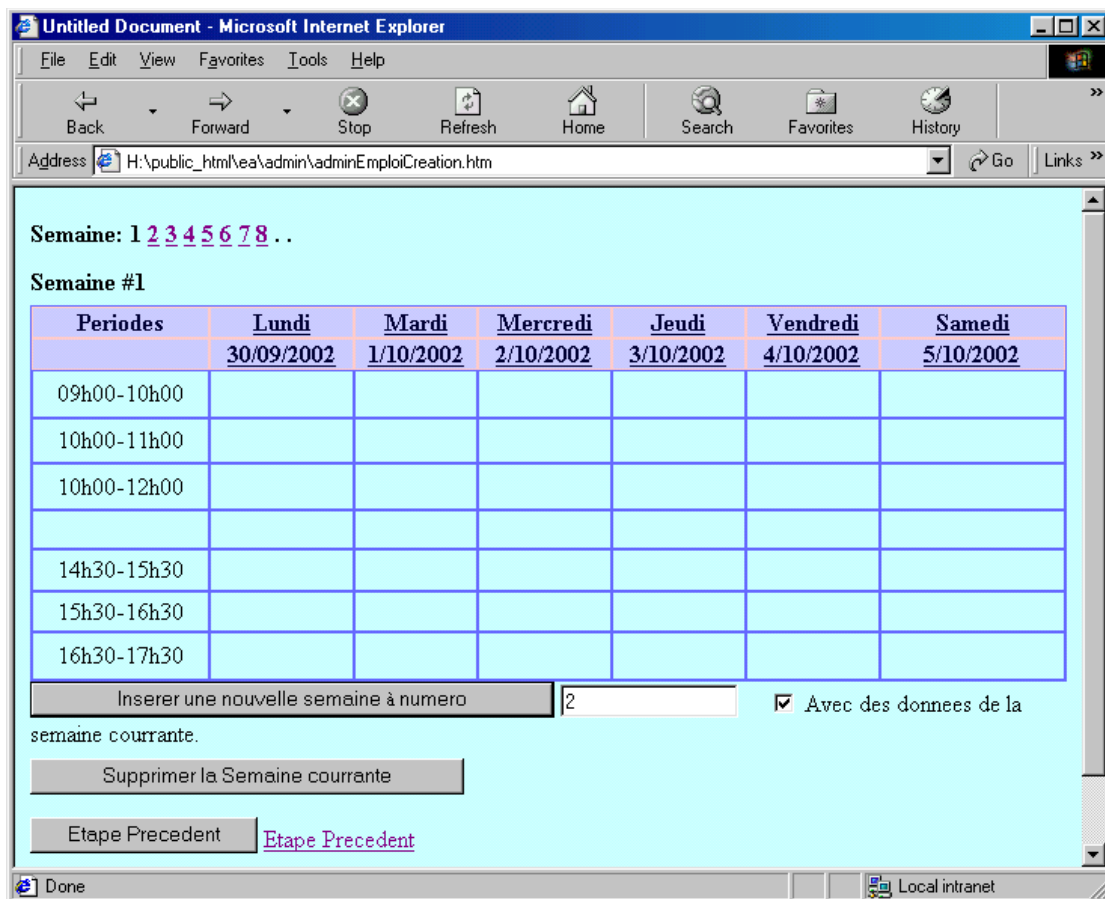 Untitled Document - Microsoft Internet Explorer
File Edit View Favorites Tools Help
Back Forward Stop Refresh Home Search Favorites History »
Address H:\public_html\ea\admin\adminEmploiCreation.htm Go Links »
Semaine: 1 2 3 4 5 6 7 8 . .
Semaine #1
Periodes Lundi Mardi Mercredi Jeudi Vendredi Samedi
30/09/2002 1/10/2002 2/10/2002 3/10/2002 4/10/2002 5/10/2002
09h00-10h00
10h00-11h00
10h00-12h00
14h30-15h30
15h30-16h30
16h30-17h30
Inserer une nouvelle semaine à numero 2 Avec des donnees de la
semaine courrante.
Supprimer la Semaine courrante
Etape Precedent Etape Precedent
Done Local intranet